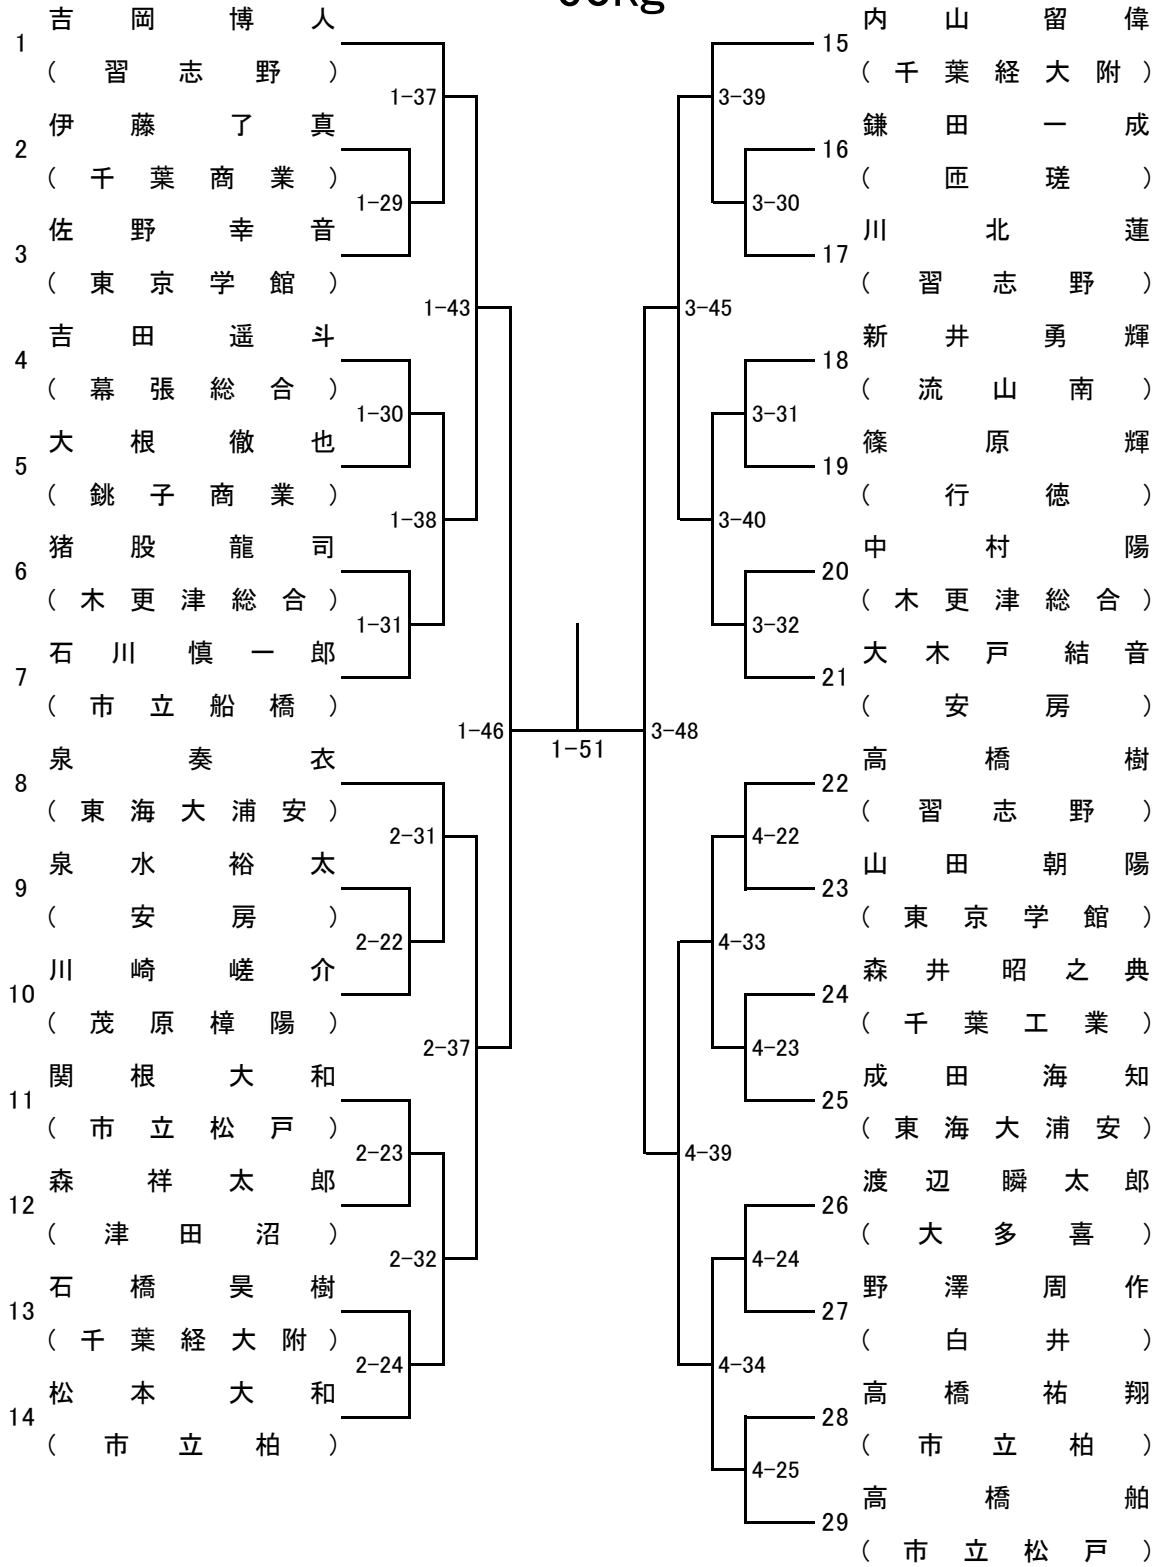 1 吉岡博人
(習志野)
2 伊藤了真
(千葉商業)
3 佐野幸音
(東京学館)
4 吉田遥斗
(幕張総合)
5 大根徹也
(銚子商業)
6 猪股龍司
(木更津総合)
7 石川慎一郎
(市立船橋)
8 泉奏衣
(東海大浦安)
9 泉水裕太
(安房)
10 川崎嵯介
(茂原樟陽)
11 関根大和
(市立松戸)
12 森祥太郎
(津田沼)
13 石橋昊樹
(千葉経大附)
14 松本大和
(市立柏)
1-37
1-29
1-43
1-30
1-38
1-31
1-46
2-31
2-22
2-37
2-23
2-32
2-24
1-51
3-39
3-30
3-45
3-31
3-40
3-32
3-48
4-22
4-33
4-23
4-39
4-24
4-34
4-25
15 内山留偉
(千葉経大附)
16 鎌田一成
(匝瑳)
17 川北蓮
(習志野)
18 新井勇輝
(流山南)
19 篠原輝
(行徳)
20 中村陽
(木更津総合)
21 大木戸結音
(安房)
22 高橋樹
(習志野)
23 山田朝陽
(東京学館)
24 森井昭之典
(千葉工業)
25 成田海知
(東海大浦安)
26 渡辺瞬太郎
(大多喜)
27 野澤周作
(白井)
28 高橋祐翔
(市立柏)
29 高橋舶
(市立松戸)